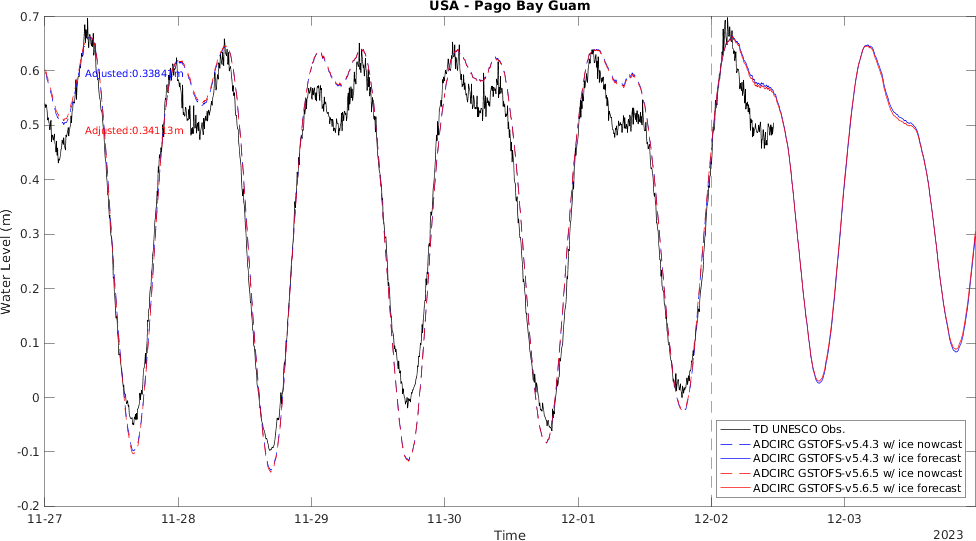 USA - Pago Bay Guam
0.7
0.6
0.5
0.4
0.3
0.2
0.1
0
-0.1
-0.2
Water Level (m)
Adjusted:0.3384 m
Adjusted:0.34113m
TD UNESCO Obs.
ADCIRC GSTOFS-v5.4.3 w/ ice nowcast
ADCIRC GSTOFS-v5.4.3 w/ ice forecast
ADCIRC GSTOFS-v5.6.5 w/ ice nowcast
ADCIRC GSTOFS-v5.6.5 w/ ice forecast
11-27 11-28 11-29 11-30 12-01 12-02 12-03
Time
2023